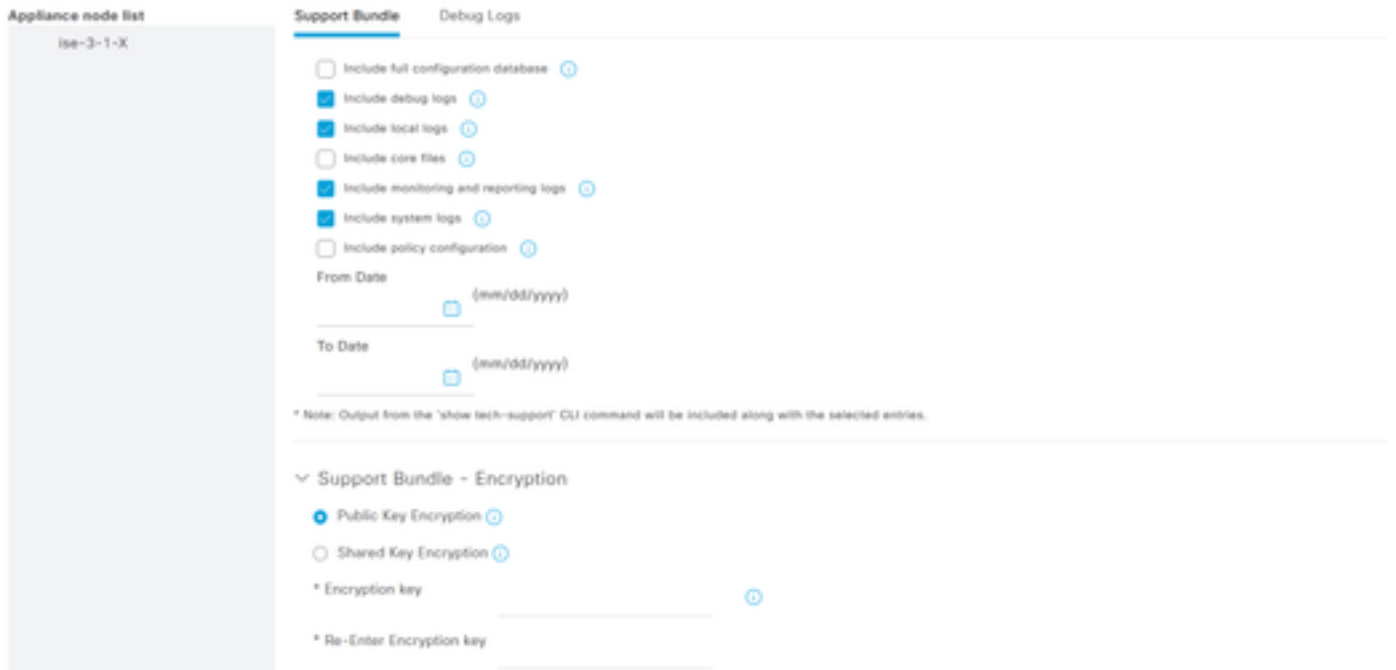 Appliance node list
ise-3-1-X
Support Bundle
Debug Logs
Include full configuration database
Include debug logs
Include local logs
Include core files
Include monitoring and reporting logs
Include system logs
Include policy configuration
From Date
(mm/dd/yyyy)
To Date
(mm/dd/yyyy)
* Note: Output from the 'show tech-support' CLI command will be included along with the selected entries.
Support Bundle - Encryption
Public Key Encryption
Shared Key Encryption
* Encryption key
* Re-Enter Encryption key